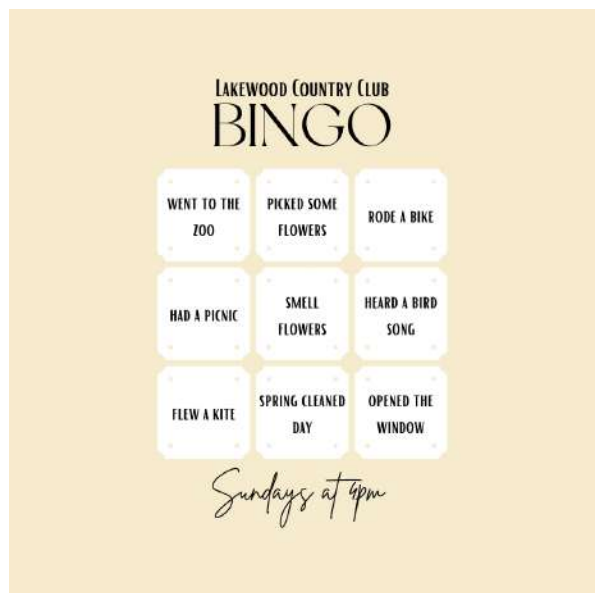 Lakewood Country Club
BINGO
WENT TO THE
ZOO
PICKED SOME
FLOWERS
RODE A BIKE
HAD A PICNIC
SMELL
FLOWERS
HEARD A BIRD
SONG
FLEW A KITE
SPRING CLEANED
DAY
OPENED THE
WINDOW
Sundays at 4pm